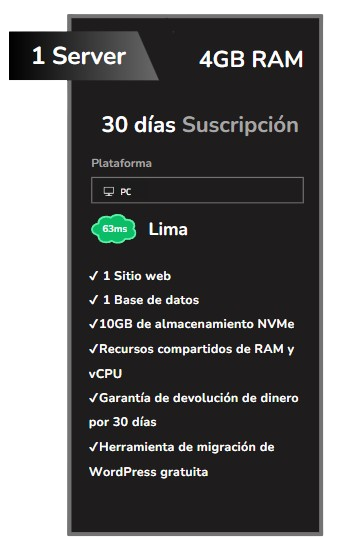 1 Server
4GB RAM
30 días Suscripción
Plataforma
PC
63ms Lima
✓ 1 Sitio web
✓ 1 Base de datos
✓10GB de almacenamiento NVMe
✓Recursos compartidos de RAM y
vCPU
✓Garantía de devolución de dinero
por 30 días
✓Herramienta de migración de
WordPress gratuita